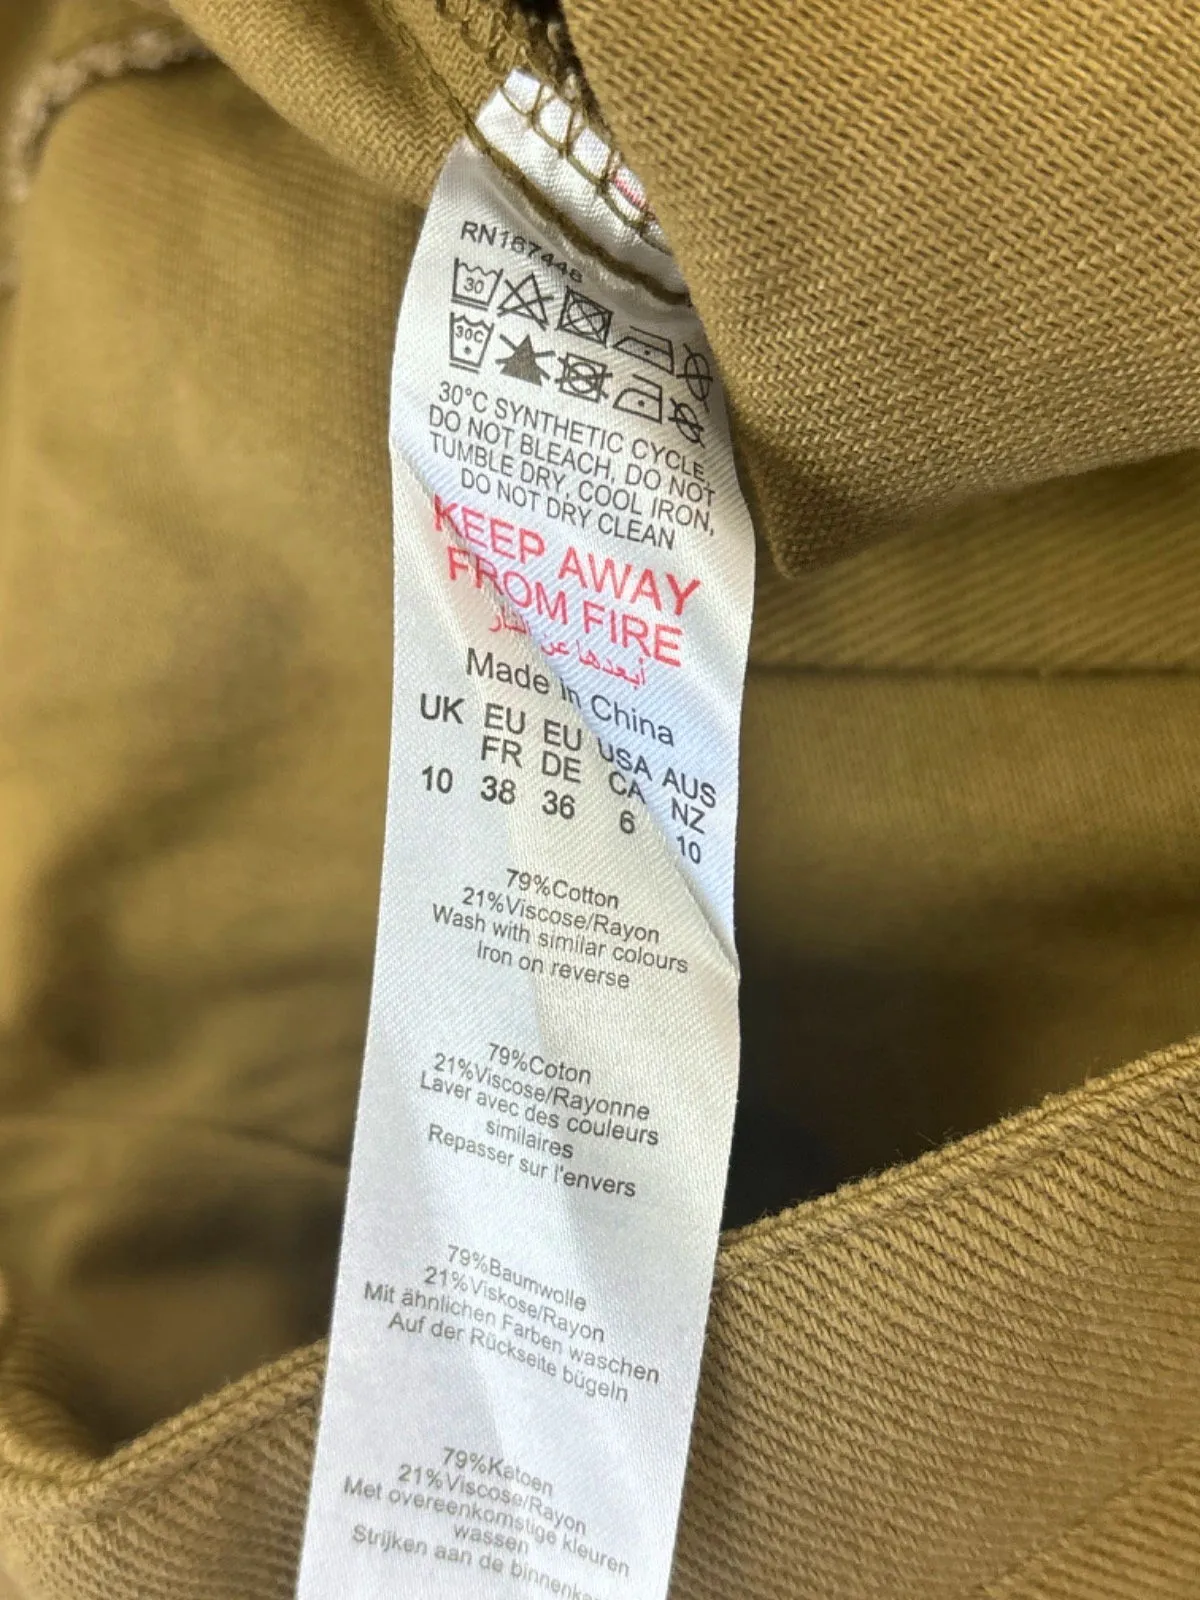 RN167446
30
30C
30°C SYNTHETIC CYCLE,
DO NOT BLEACH, DO NOT
TUMBLE DRY, COOL IRON,
DO NOT DRY CLEAN
KEEP AWAY
FROM FIRE
أبعدها عن النار
Made in China
UK EU EU USA AUS
FR DE CA NZ
10 38 36 6 10
79%Cotton
21%Viscose/Rayon
Wash with similar colours
Iron on reverse
79%Coton
21%Viscose/Rayonne
Laver avec des couleurs
similaires
Repasser sur l'envers
79%Baumwolle
21%Viskose/Rayon
Mit ähnlichen Farben waschen
Auf der Rückseite bügeln
79%Katoen
21%Viscose/Rayon
Met overeenkomstige kleuren
wassen
Strijken aan de